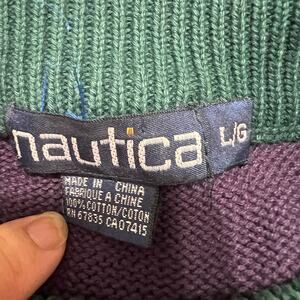 nautica
L/G
MADE IN CHINA
FABRIQUE A CHINE
100% COTTON/COTON
RN 67835 CA07415